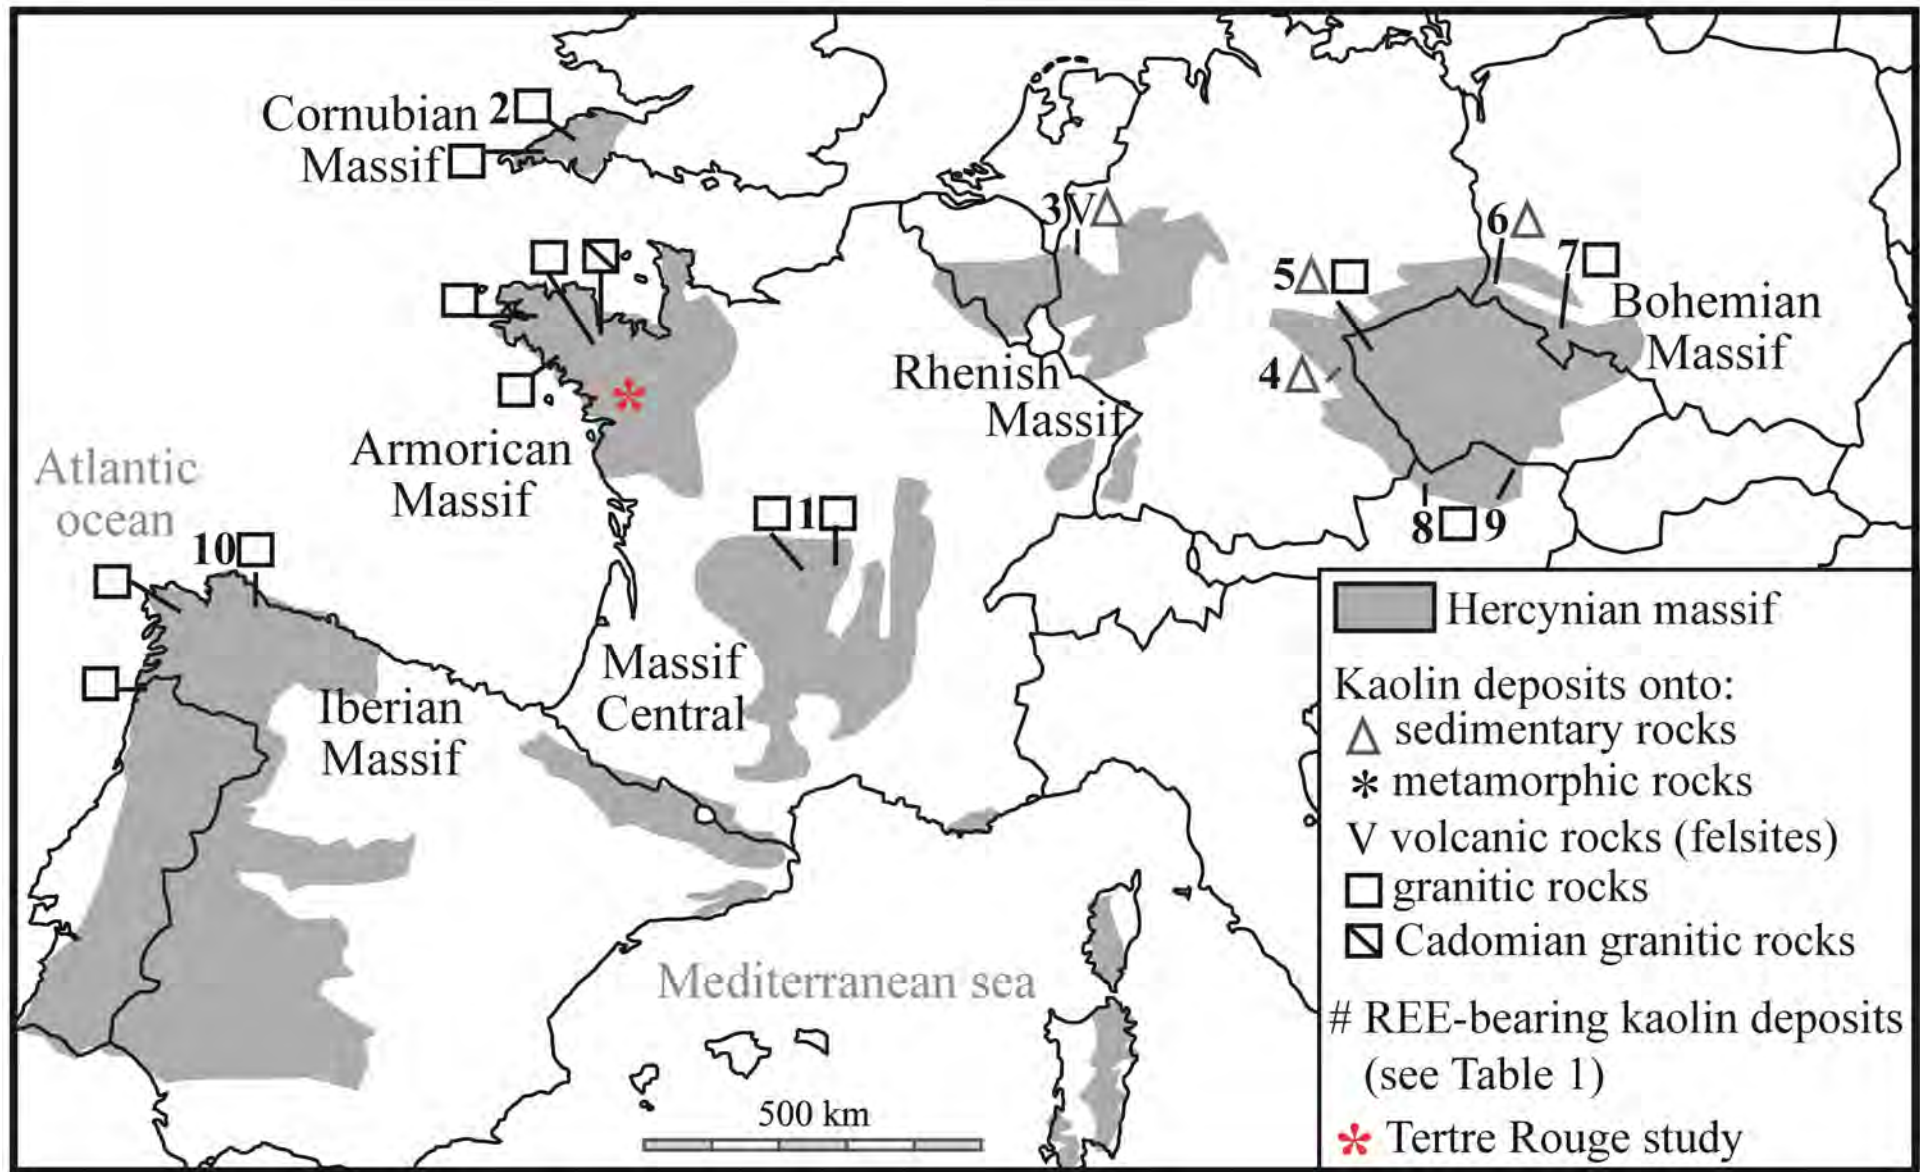 Cornubian 2
Massif
3 V
6
7
5
Bohemian
Massif
Rhenish
Massif
4
Armorican
Massif
Atlantic
ocean
1
8 9
10
Hercynian massif
Massif
Central
Kaolin deposits onto:
Iberian
Massif
sedimentary rocks
* metamorphic rocks
V volcanic rocks (felsites)
granitic rocks
Cadomian granitic rocks
Mediterranean sea
# REE-bearing kaolin deposits
(see Table 1)
500 km
* Tertre Rouge study